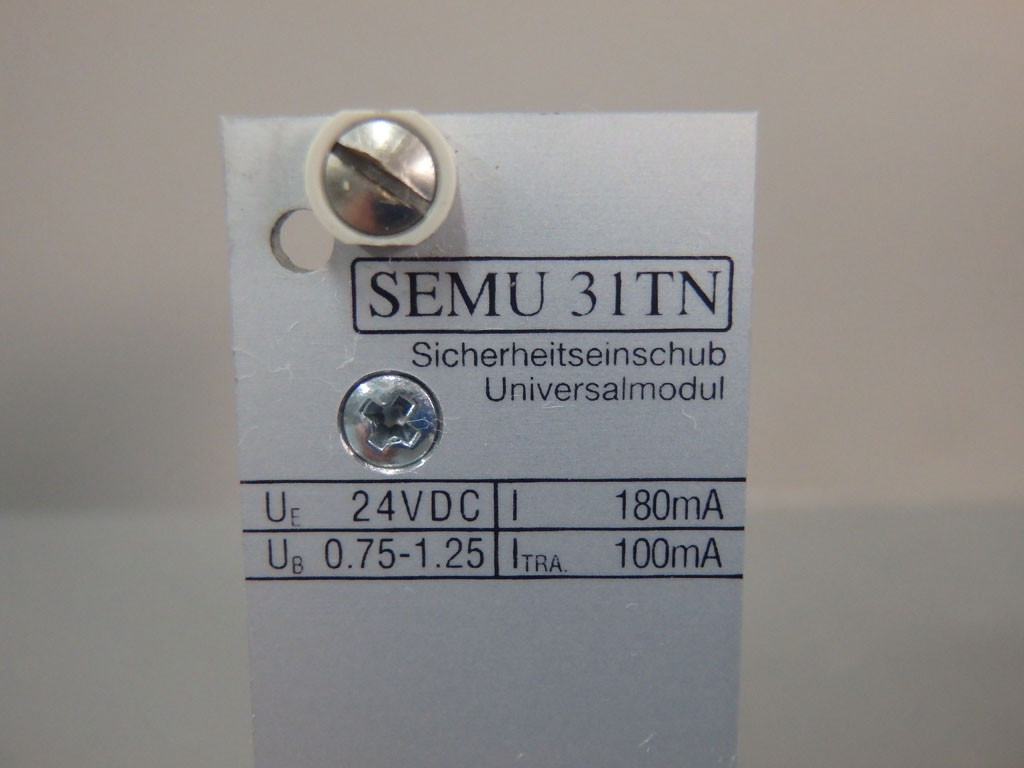 SEMU 31TN
Sicherheitseinschub
Universalmodul
UE 24VDC I 180mA
UB 0.75-1.25 ITRA. 100mA